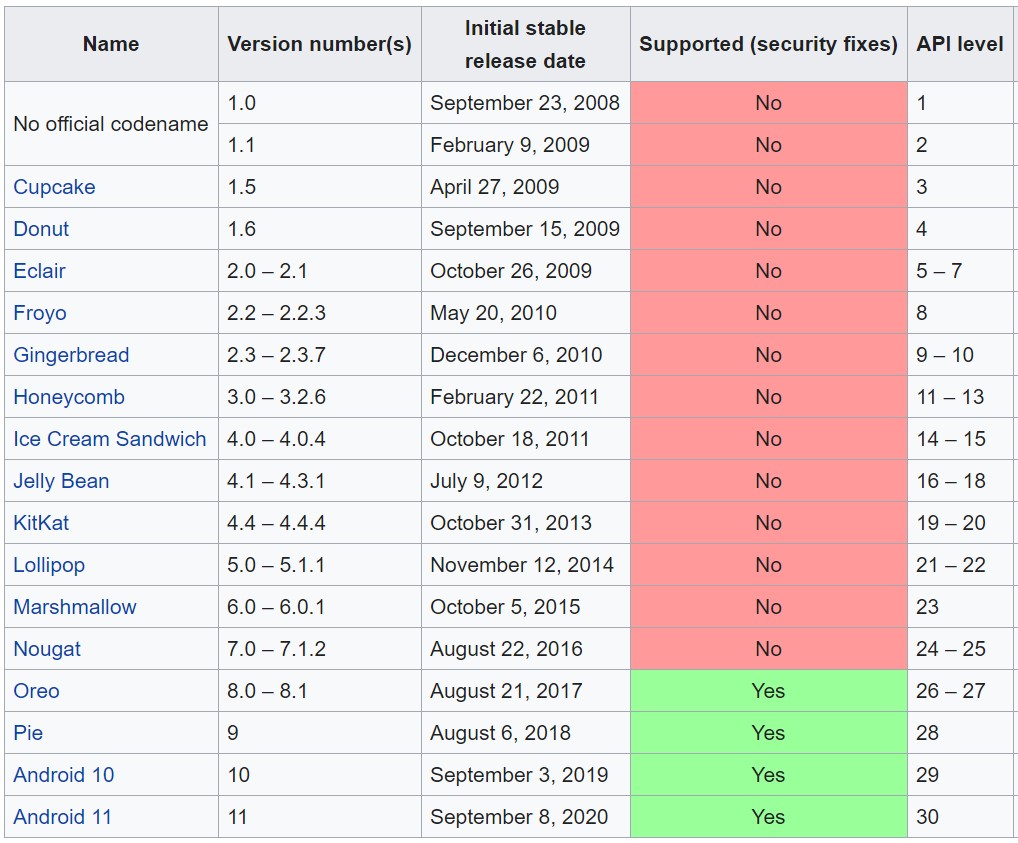 Name Version number(s) Initial stable release date Supported (security fixes) API level
No official codename 1.0 September 23, 2008 No 1
1.1 February 9, 2009 No 2
Cupcake 1.5 April 27, 2009 No 3
Donut 1.6 September 15, 2009 No 4
Eclair 2.0 – 2.1 October 26, 2009 No 5 – 7
Froyo 2.2 – 2.2.3 May 20, 2010 No 8
Gingerbread 2.3 – 2.3.7 December 6, 2010 No 9 – 10
Honeycomb 3.0 – 3.2.6 February 22, 2011 No 11 – 13
Ice Cream Sandwich 4.0 – 4.0.4 October 18, 2011 No 14 – 15
Jelly Bean 4.1 – 4.3.1 July 9, 2012 No 16 – 18
KitKat 4.4 – 4.4.4 October 31, 2013 No 19 – 20
Lollipop 5.0 – 5.1.1 November 12, 2014 No 21 – 22
Marshmallow 6.0 – 6.0.1 October 5, 2015 No 23
Nougat 7.0 – 7.1.2 August 22, 2016 No 24 – 25
Oreo 8.0 – 8.1 August 21, 2017 Yes 26 – 27
Pie 9 August 6, 2018 Yes 28
Android 10 10 September 3, 2019 Yes 29
Android 11 11 September 8, 2020 Yes 30